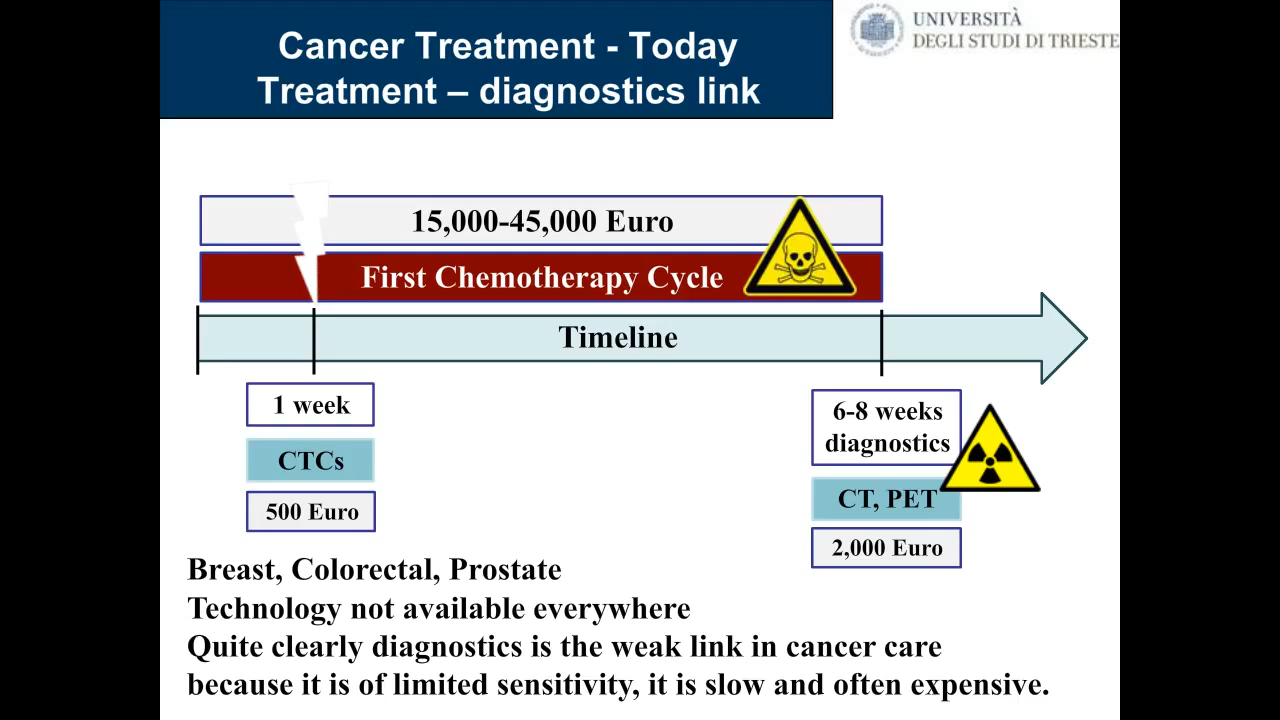 Cancer Treatment - Today
Treatment – diagnostics link
UNIVERSITÀ
DEGLI STUDI DI TRIESTE
15,000-45,000 Euro
First Chemotherapy Cycle
Timeline
1 week
CTCs
500 Euro
6-8 weeks
diagnostics
CT, PET
2,000 Euro
Breast, Colorectal, Prostate
Technology not available everywhere
Quite clearly diagnostics is the weak link in cancer care
because it is of limited sensitivity, it is slow and often expensive.